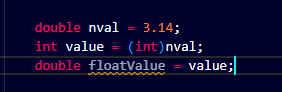 double nval = 3.14;
int value = (int)nval;
double floatValue = value;